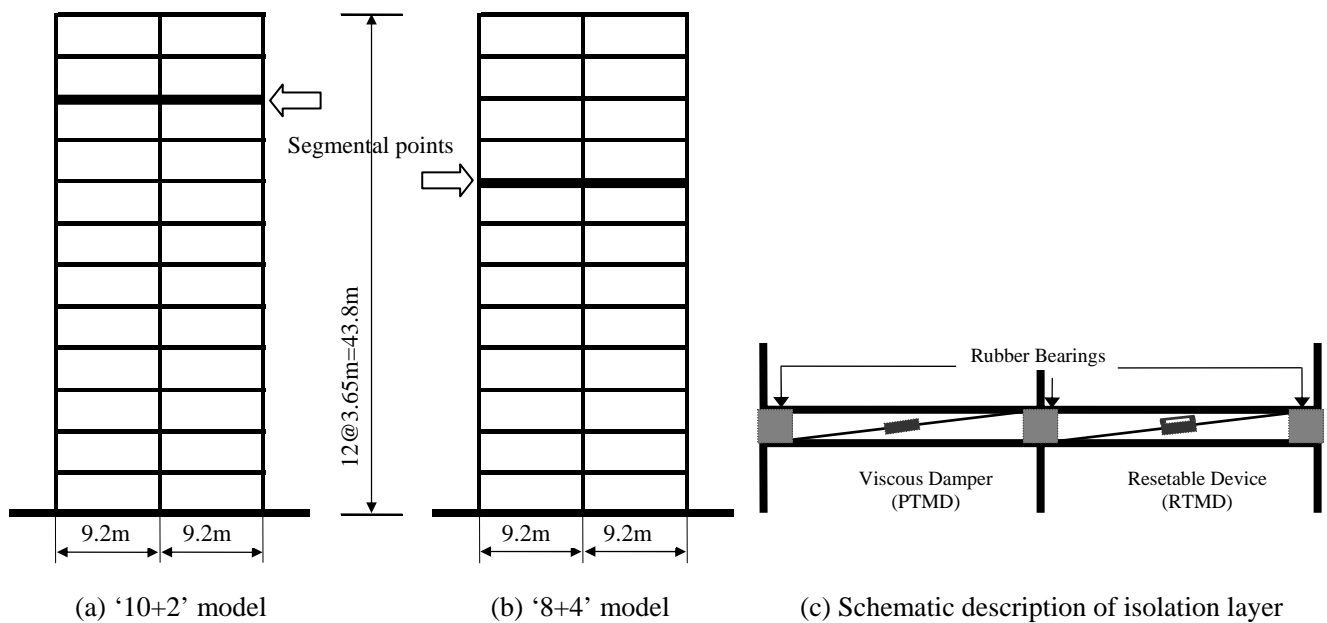 Segmental points
12@3.65m=43.8m
9.2m 9.2m
9.2m 9.2m
Rubber Bearings
Viscous Damper
(PTMD)
Resetable Device
(RTMD)
(a) ‘10+2’ model
(b) ‘8+4’ model
(c) Schematic description of isolation layer